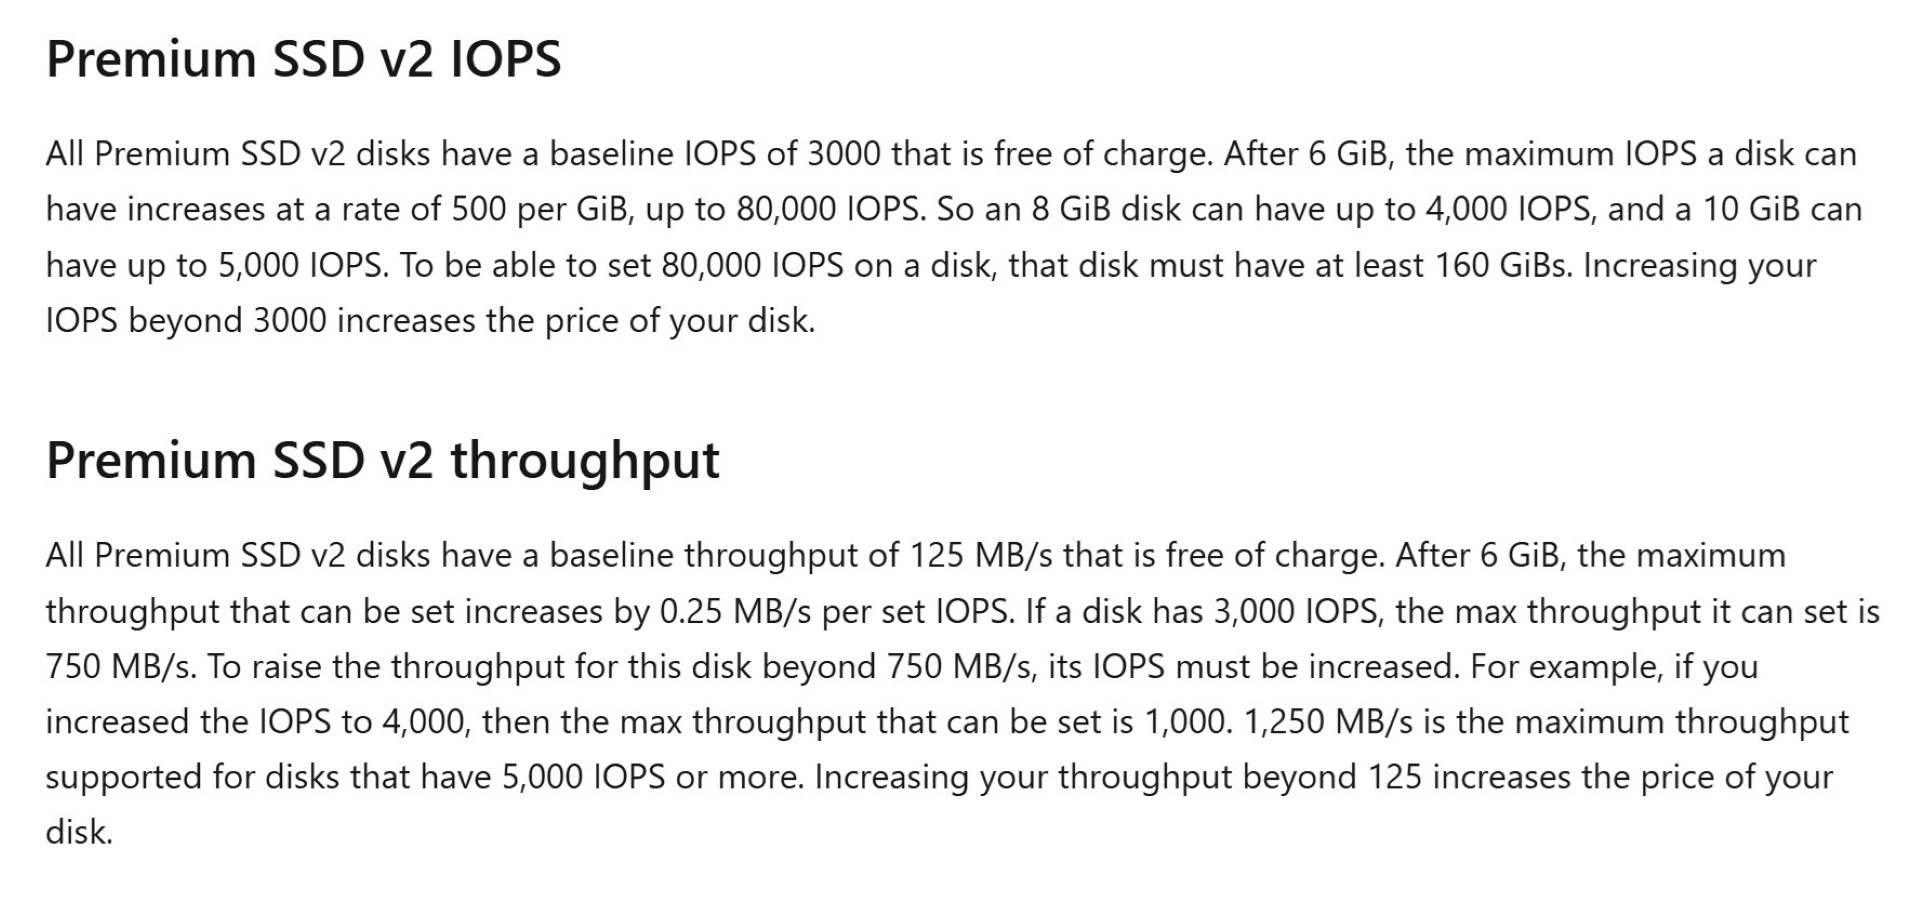 Premium SSD v2 IOPS
All Premium SSD v2 disks have a baseline IOPS of 3000 that is free of charge. After 6 GiB, the maximum IOPS a disk can
have increases at a rate of 500 per GiB, up to 80,000 IOPS. So an 8 GiB disk can have up to 4,000 IOPS, and a 10 GiB can
have up to 5,000 IOPS. To be able to set 80,000 IOPS on a disk, that disk must have at least 160 GiBs. Increasing your
IOPS beyond 3000 increases the price of your disk.
Premium SSD v2 throughput
All Premium SSD v2 disks have a baseline throughput of 125 MB/s that is free of charge. After 6 GiB, the maximum
throughput that can be set increases by 0.25 MB/s per set IOPS. If a disk has 3,000 IOPS, the max throughput it can set is
750 MB/s. To raise the throughput for this disk beyond 750 MB/s, its IOPS must be increased. For example, if you
increased the IOPS to 4,000, then the max throughput that can be set is 1,000. 1,250 MB/s is the maximum throughput
supported for disks that have 5,000 IOPS or more. Increasing your throughput beyond 125 increases the price of your
disk.